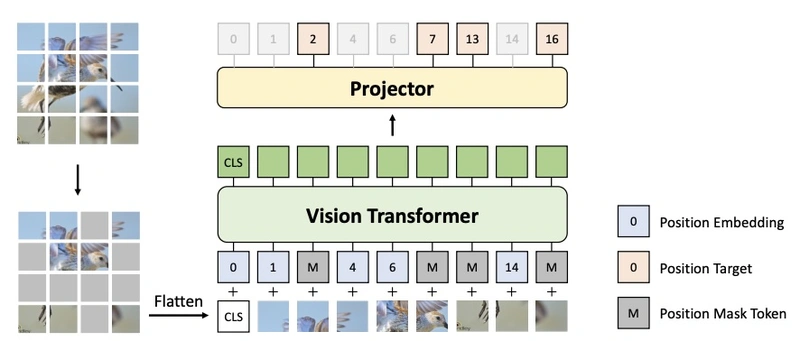 0 1 2 4 6 7 13 14 16
Projector
CLS
Vision Transformer
0 1 M 4 6 M M 14 M
+ + + + + + + + +
Flatten
CLS
0 Position Embedding
0 Position Target
M Position Mask Token